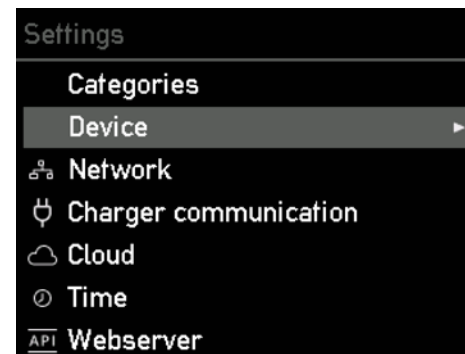 Settings
Categories
Device
Network
Charger communication
Cloud
Time
API Webserver